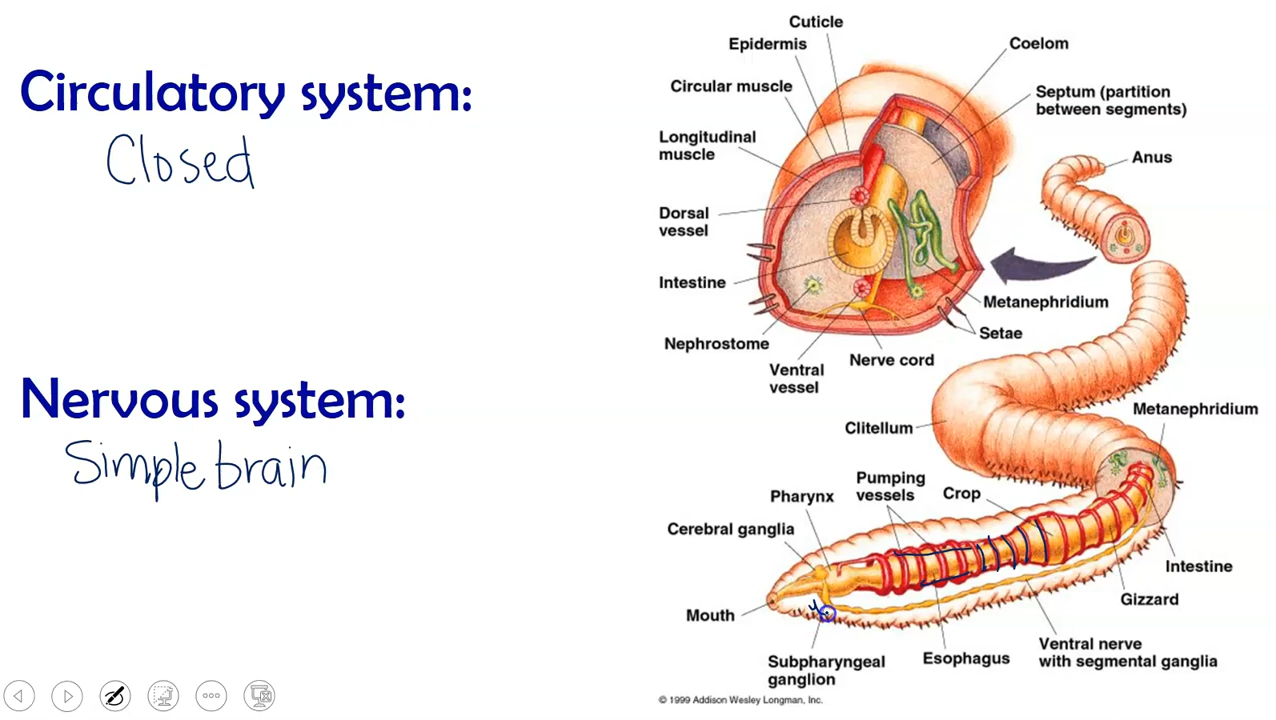 Circulatory system:
Closed
Nervous system:
Simple brain
Cuticle
Epidermis
Circular muscle
Longitudinal
muscle
Dorsal
vessel
Intestine
Nephrostome
Ventral
vessel
Nerve cord
Coelom
Septum (partition
between segments)
Anus
Metanephridium
Setae
Clitellum
Metanephridium
Pumping
vessels
Crop
Pharynx
Cerebral ganglia
Mouth
Subpharyngeal
ganglion
Esophagus
Ventral nerve
with segmental ganglia
Gizzard
Intestine
© 1999 Addison Wesley Longman, Inc.